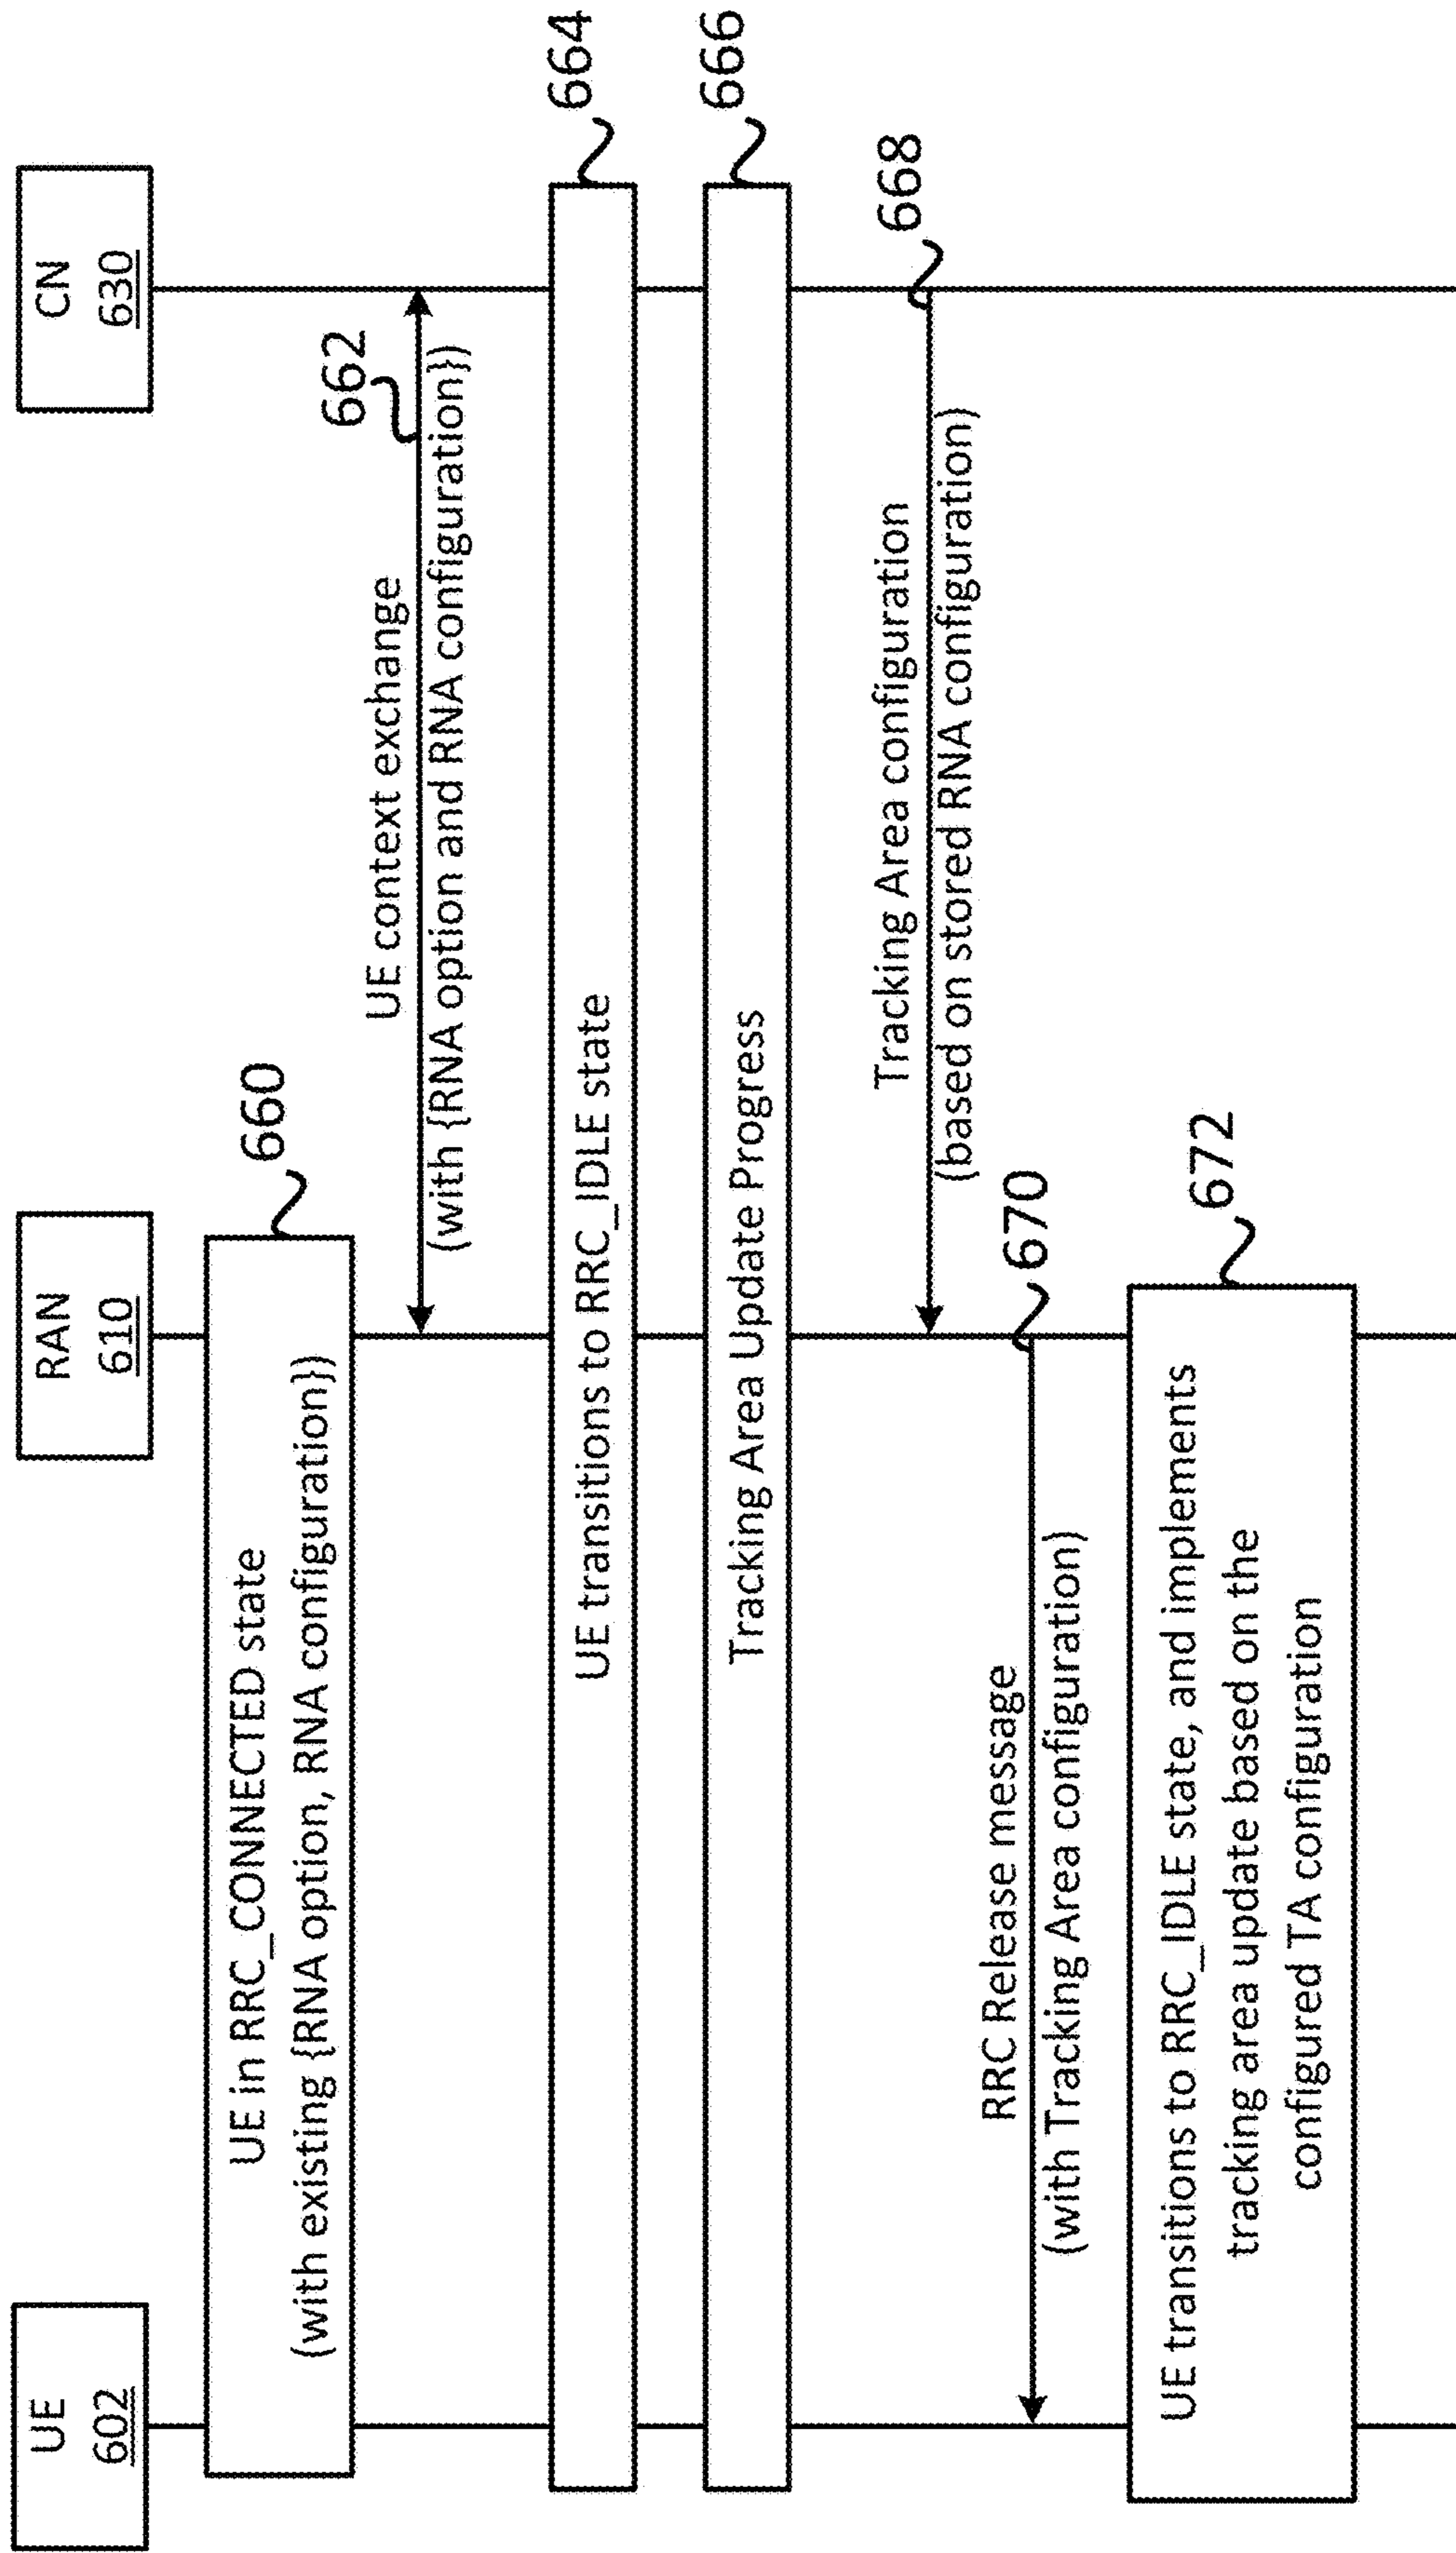 UE
602
RAN
610
CN
630
UE in RRC_CONNECTED state
(with existing {RNA option, RNA configuration})
660
662
UE context exchange
(with {RNA option and RNA configuration})
UE transitions to RRC_IDLE state
664
Tracking Area Update Progress
666
668
Tracking Area configuration
(based on stored RNA configuration)
670
RRC Release message
(with Tracking Area configuration)
672
UE transitions to RRC_IDLE state, and implements
tracking area update based on the
configured TA configuration